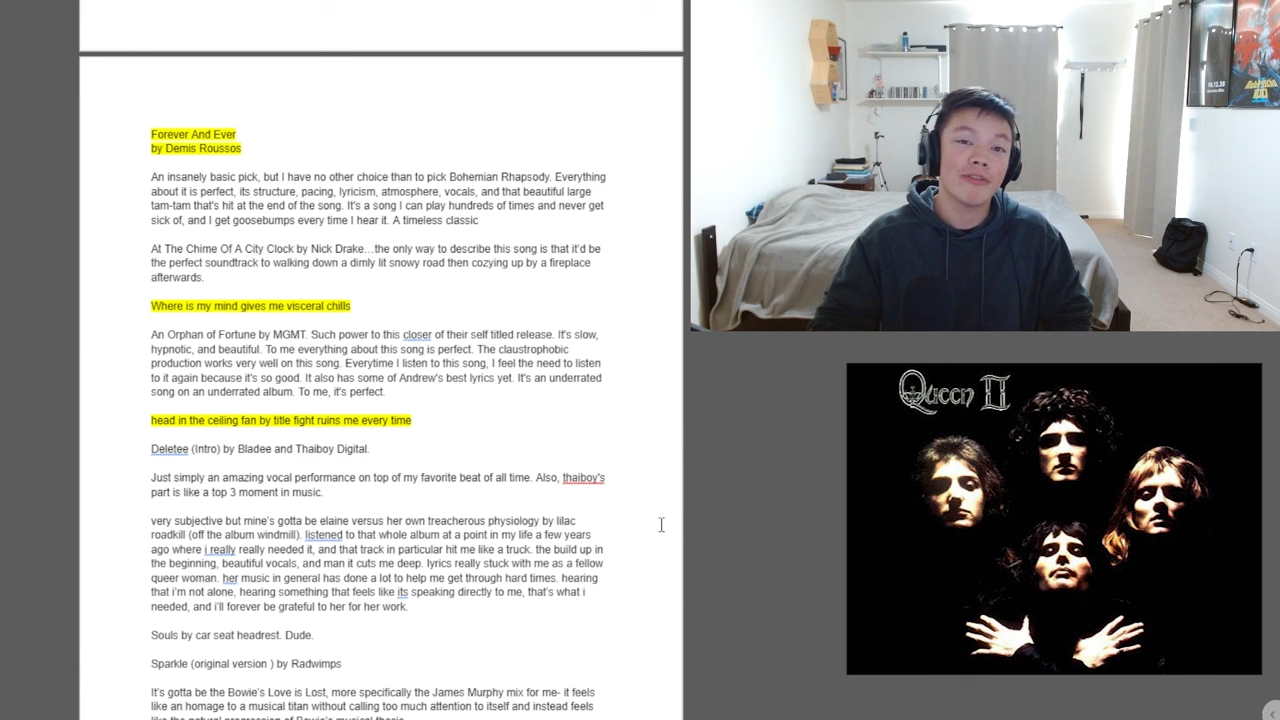 Forever And Ever
by Demis Roussos
An insanely basic pick, but I have no other choice than to pick Bohemian Rhapsody. Everything
about it is perfect, its structure, pacing, lyricism, atmosphere, vocals, and that beautiful large
tam-tam that's hit at the end of the song. It's a song I can play hundreds of times and never get
sick of, and I get goosebumps every time I hear it. A timeless classic
At The Chime Of A City Clock by Nick Drake…the only way to describe this song is that it'd be
the perfect soundtrack to walking down a dimly lit snowy road then cozying up by a fireplace
afterwards.
Where is my mind gives me visceral chills
An Orphan of Fortune by MGMT. Such power to this closer of their self titled release. It's slow,
hypnotic, and beautiful. To me everything about this song is perfect. The claustrophobic
production works very well on this song. Everytime I listen to this song, I feel the need to listen
to it again because it's so good. It also has some of Andrew's best lyrics yet. It's an underrated
song on an underrated album. To me, it's perfect.
head in the ceiling fan by title fight ruins me every time
Deletee (Intro) by Bladee and Thaiboy Digital.
Just simply an amazing vocal performance on top of my favorite beat of all time. Also, thaiboy's
part is like a top 3 moment in music.
very subjective but mine's gotta be elaine versus her own treacherous physiology by lilac
roadkill (off the album windmill). listened to that whole album at a point in my life a few years
ago where i really really needed it, and that track in particular hit me like a truck. the build up in
the beginning, beautiful vocals, and man it cuts me deep. lyrics really stuck with me as a fellow
queer woman. her music in general has done a lot to help me get through hard times. hearing
that i'm not alone, hearing something that feels like its speaking directly to me, that's what i
needed, and i'll forever be grateful to her for her work.
Souls by car seat headrest. Dude.
Sparkle (original version ) by Radwimps
It's gotta be the Bowie's Love is Lost, more specifically the James Murphy mix for me- it feels
like an homage to a musical titan without calling too much attention to itself and instead feels
like the natural progression of Bowie's musical thesis
Queen II